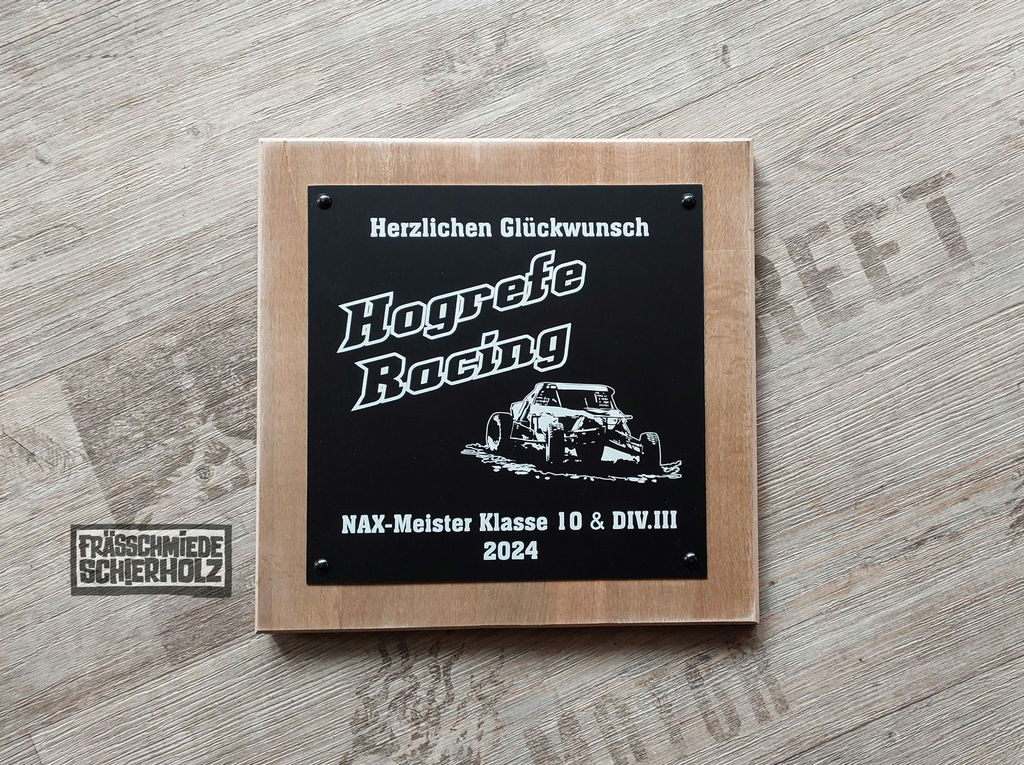 Herzlichen Glückwunsch
Hogrefe
Racing
NAX-Meister Klasse 10 & DIV.III
2024
FRÄSSCHMIEDE
SCHIERHOLZ